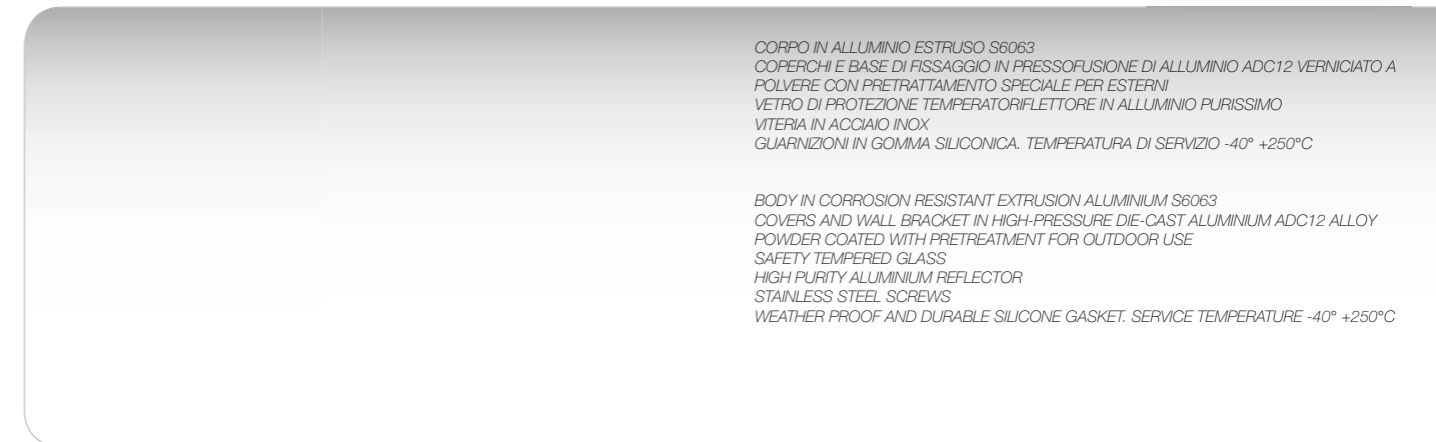 CORPO IN ALLUMINIO ESTRUSO S6063
COPERCHI E BASE DI FISSAGGIO IN PRESSOFUSIONE DI ALLUMINIO ADC12 VERNICIATO A
POLVERE CON PRETRATTAMENTO SPECIALE PER ESTERNI
VETRO DI PROTEZIONE TEMPERATORIFLETTORE IN ALLUMINIO PURISSIMO
VITERIA IN ACCIAIO INOX
GUARNIZIONI IN GOMMA SILICONICA. TEMPERATURA DI SERVIZIO -40° +250°C
BODY IN CORROSION RESISTANT EXTRUSION ALUMINIUM S6063
COVERS AND WALL BRACKET IN HIGH-PRESSURE DIE-CAST ALUMINIUM ADC12 ALLOY
POWDER COATED WITH PRETREATMENT FOR OUTDOOR USE
SAFETY TEMPERED GLASS
HIGH PURITY ALUMINIUM REFLECTOR
STAINLESS STEEL SCREWS
WEATHER PROOF AND DURABLE SILICONE GASKET. SERVICE TEMPERATURE -40° +250°C